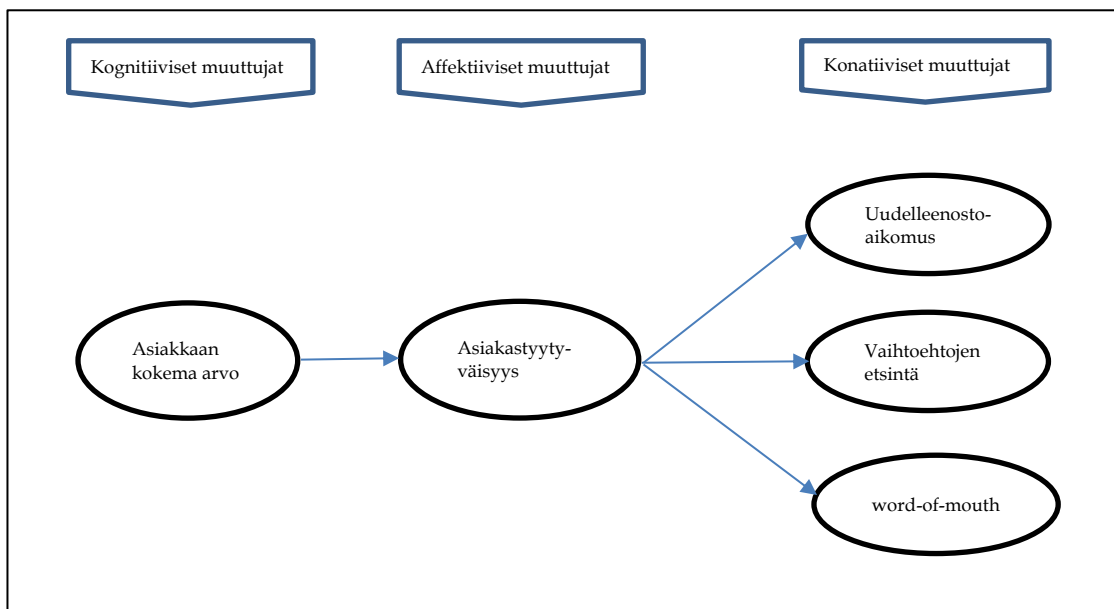 Kognitiiviset muuttujat
Affektiiviset muuttujat
Konatiiviset muuttujat
Uudelleenosto-
aikomus
Asiakkaan
kokema arvo
Asiakastyyty-
väisyys
Vaihtoehtojen
etsintä
word-of-mouth